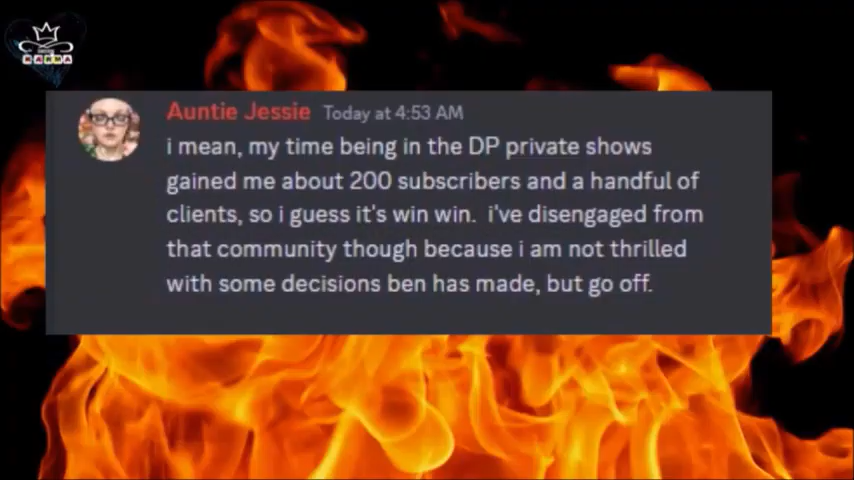 KARMA
Auntie Jessie Today at 4:53 AM
i mean, my time being in the DP private shows
gained me about 200 subscribers and a handful of
clients, so i guess it's win win. i've disengaged from
that community though because i am not thrilled
with some decisions ben has made, but go off.